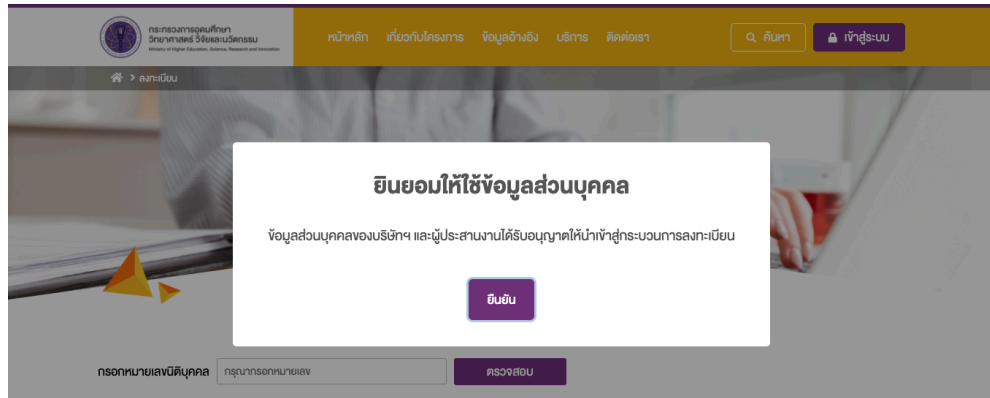 กระทรวงการอุดมศึกษา
วิทยาศาสตร์ วิจัยและนวัตกรรม
Ministry of Higher Education, Science, Research and Innovation
หน้าหลัก เกี่ยวกับโครงการ ข้อมูลอ้างอิง บริการ ติดต่อเรา ค้นหา เข้าสู่ระบบ
> ลงทะเบียน
ยินยอมให้ใช้ข้อมูลส่วนบุคคล
ข้อมูลส่วนบุคคลของบริษัทฯ และผู้ประสานงานได้รับอนุญาตให้นำเข้าสู่กระบวนการลงทะเบียน
ยืนยัน
กรอกหมายเลขนิติบุคคล กรุณากรอกหมายเลข ตรวจสอบ